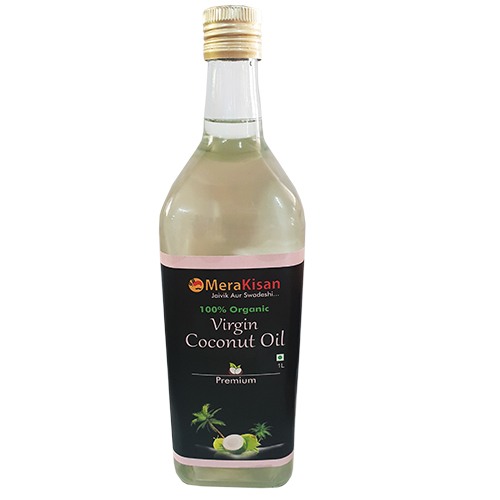 MeraKisan
Jaivik Aur Swadeshi...
100% Organic
Virgin
Coconut Oil
1L
Premium